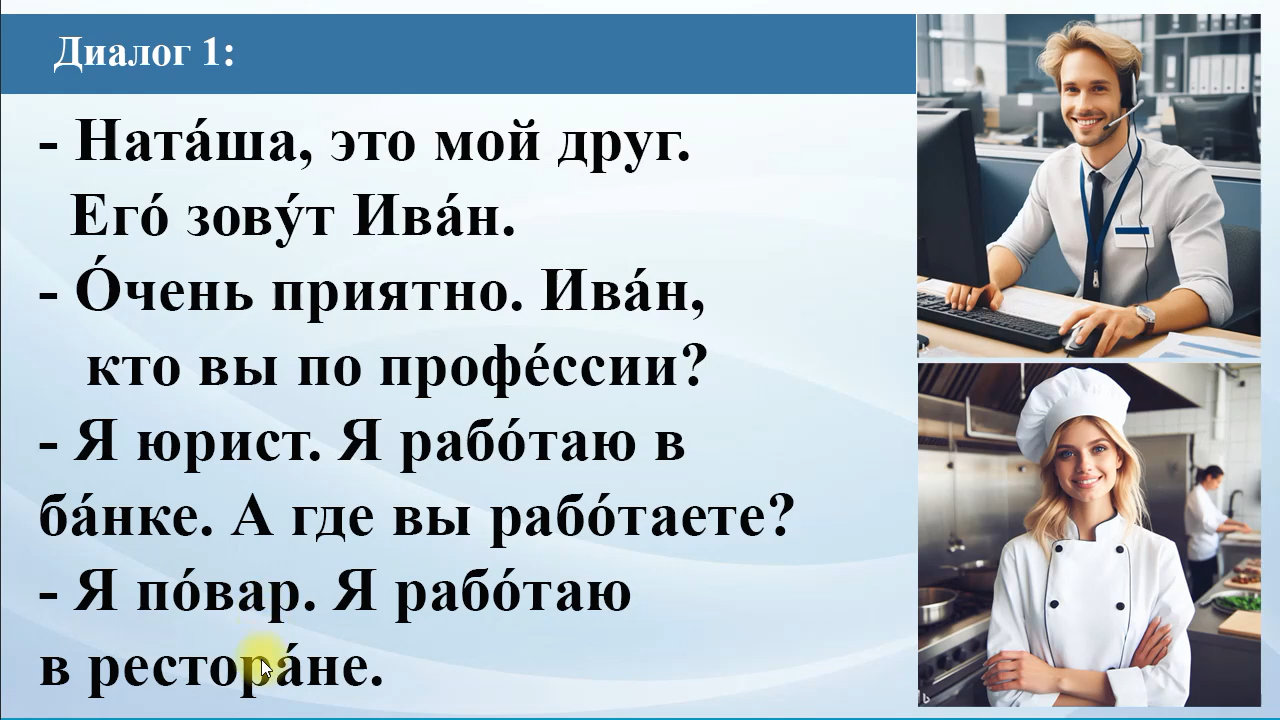 Диалог 1:
- Ната́ша, это мой друг.
Его́ зову́т Ива́н.
- О́чень приятно. Ива́н,
кто вы по профе́ссии?
- Я юрист. Я рабо́таю в
ба́нке. А где вы рабо́таете?
- Я по́вар. Я рабо́таю
в рестора́не.